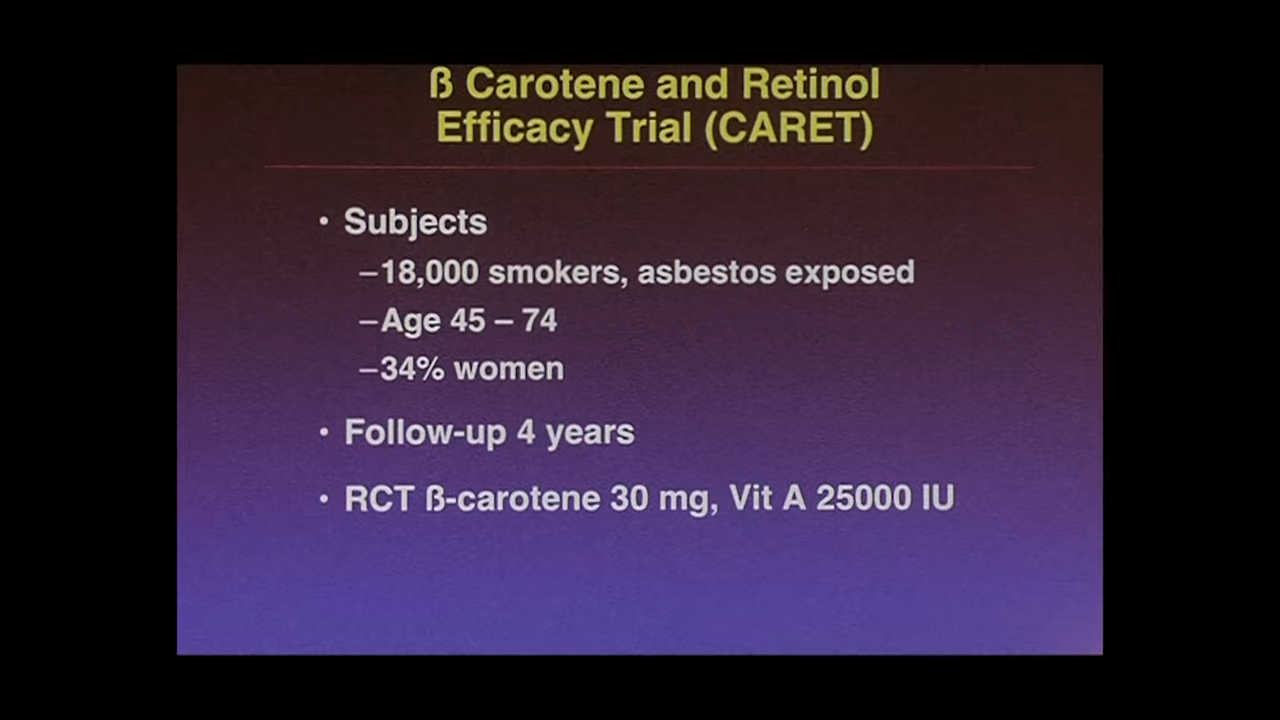 ß Carotene and Retinol
Efficacy Trial (CARET)
• Subjects
–18,000 smokers, asbestos exposed
–Age 45 – 74
–34% women
• Follow-up 4 years
• RCT ß-carotene 30 mg, Vit A 25000 IU